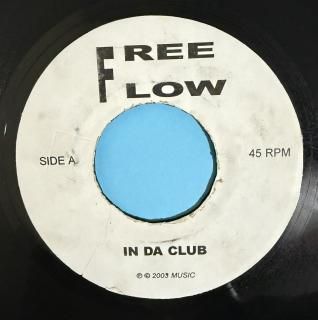 FREE
FLOW
SIDE A
45 RPM
IN DA CLUB
℗ © 2003 MUSIC